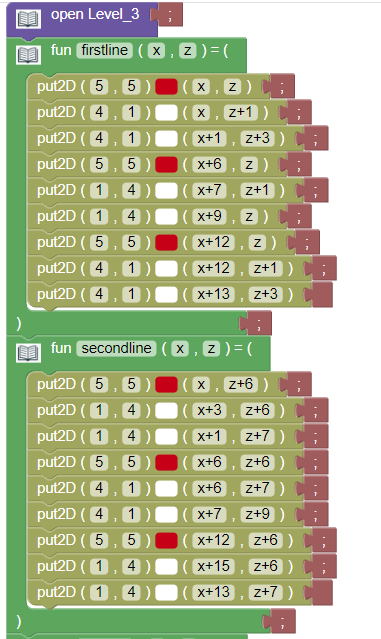 open Level_3 ;
fun firstline ( x , z ) = (
put2D ( 5 , 5 ) ( x , z ) ;
put2D ( 4 , 1 ) ( x , z+1 ) ;
put2D ( 4 , 1 ) ( x+1 , z+3 ) ;
put2D ( 5 , 5 ) ( x+6 , z ) ;
put2D ( 1 , 4 ) ( x+7 , z+1 ) ;
put2D ( 1 , 4 ) ( x+9 , z ) ;
put2D ( 5 , 5 ) ( x+12 , z ) ;
put2D ( 4 , 1 ) ( x+12 , z+1 ) ;
put2D ( 4 , 1 ) ( x+13 , z+3 )
) ;
fun secondline ( x , z ) = (
put2D ( 5 , 5 ) ( x , z+6 ) ;
put2D ( 1 , 4 ) ( x+3 , z+6 ) ;
put2D ( 1 , 4 ) ( x+1 , z+7 ) ;
put2D ( 5 , 5 ) ( x+6 , z+6 ) ;
put2D ( 4 , 1 ) ( x+6 , z+7 ) ;
put2D ( 4 , 1 ) ( x+7 , z+9 ) ;
put2D ( 5 , 5 ) ( x+12 , z+6 ) ;
put2D ( 1 , 4 ) ( x+15 , z+6 ) ;
put2D ( 1 , 4 ) ( x+13 , z+7 )
) ;